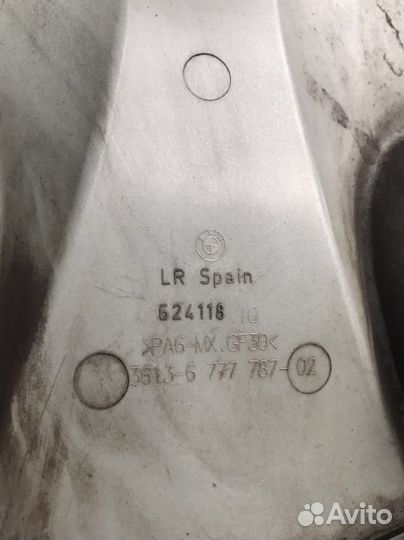 LR Spain
624118 10
>PA6-MX.GF30<
3613-6 777 787-02
Avito